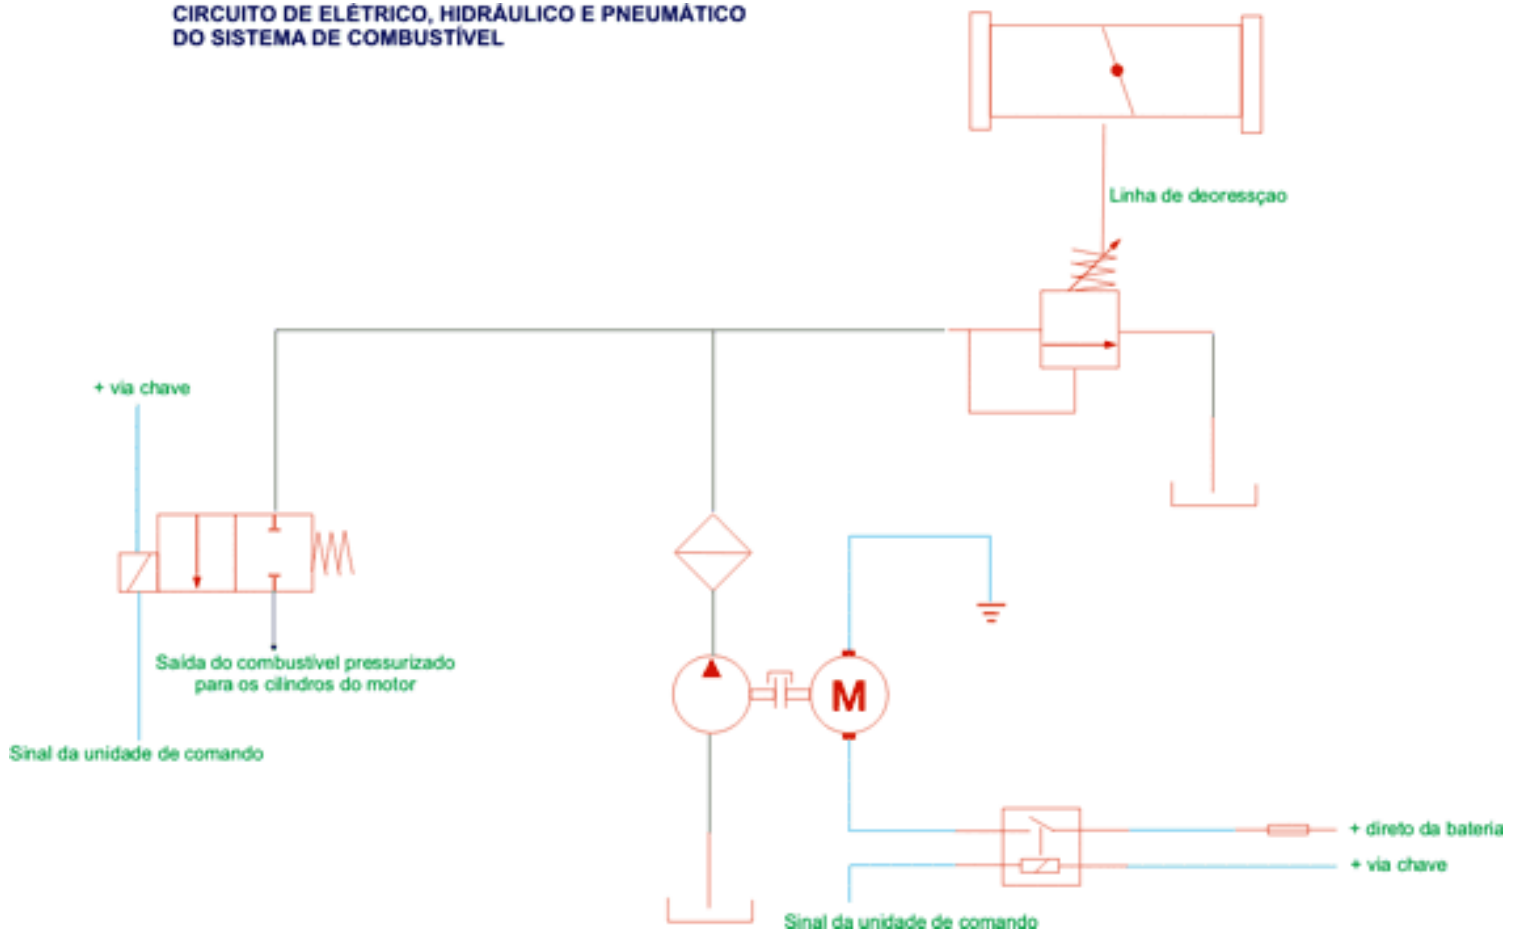 CIRCUITO DE ELÉTRICO, HIDRÁULICO E PNEUMÁTICO
DO SISTEMA DE COMBUSTÍVEL
Linha de deoressçao
+ via chave
Saída do combustível pressurizado
para os cilindros do motor
M
Sinal da unidade de comando
+ direto da bateria
+ via chave
Sinal da unidade de comando